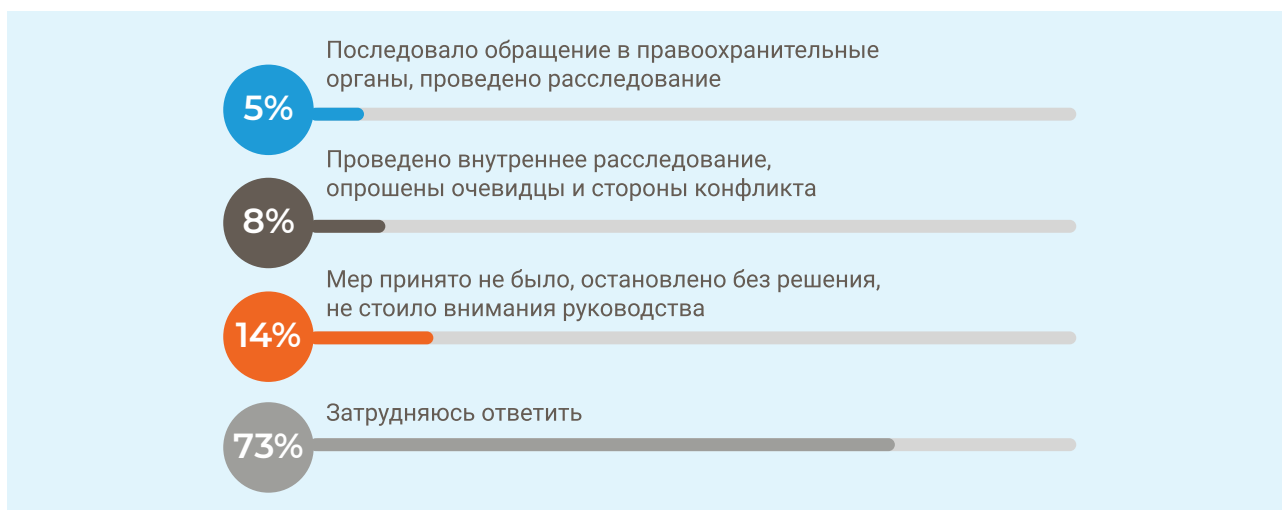 Последовало обращение в правоохранительные
органы, проведено расследование
5%
Проведено внутреннее расследование,
опрошены очевидцы и стороны конфликта
8%
Мер принято не было, остановлено без решения,
не стоило внимания руководства
14%
Затрудняюсь ответить
73%